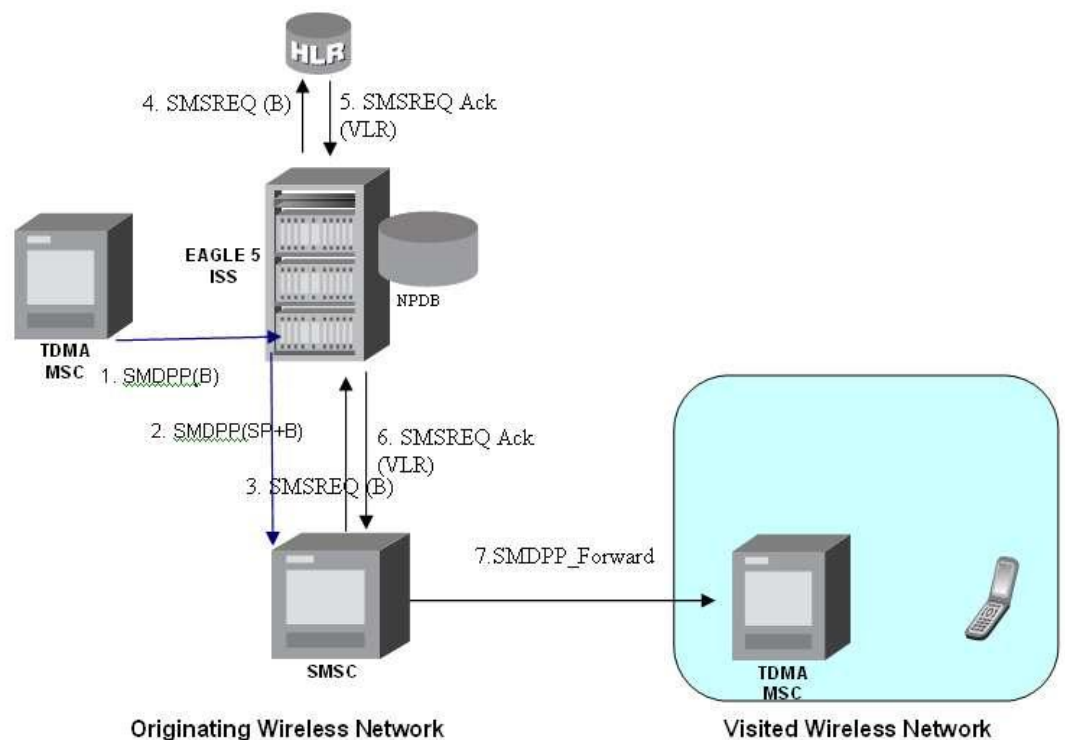 HLR
4. SMSREQ (B)
5. SMSREQ Ack
(VLR)
EAGLE 5
ISS
NPDB
TDMA
MSC
1. SMDPP(B)
2. SMDPP(SP+B)
6. SMSREQ Ack
(VLR)
3. SMSREQ (B)
7.SMDPP_Forward
SMSC
TDMA
MSC
Originating Wireless Network
Visited Wireless Network